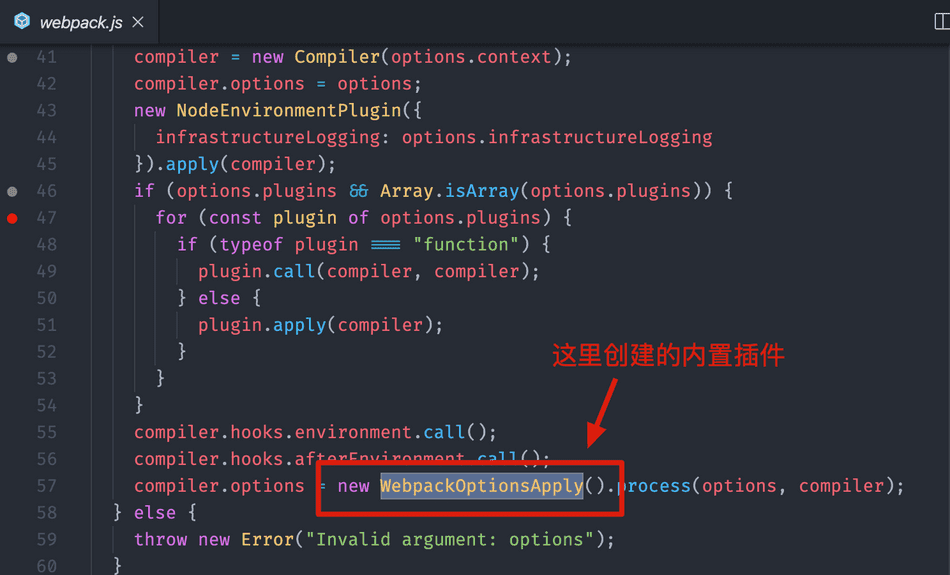 webpack.js
41 compiler = new Compiler(options.context);
42 compiler.options = options;
43 new NodeEnvironmentPlugin({
44 infrastructureLogging: options.infrastructureLogging
45 }).apply(compiler);
46 if (options.plugins && Array.isArray(options.plugins)) {
47 for (const plugin of options.plugins) {
48 if (typeof plugin === "function") {
49 plugin.call(compiler, compiler);
50 } else {
51 plugin.apply(compiler);
52 }
这里创建的内置插件
53 }
54 }
55 compiler.hooks.environment.call();
56 compiler.hooks.afterEnvironment.call();
57 compiler.options = new WebpackOptionsApply().process(options, compiler);
58 } else {
59 throw new Error("Invalid argument: options");
60 }